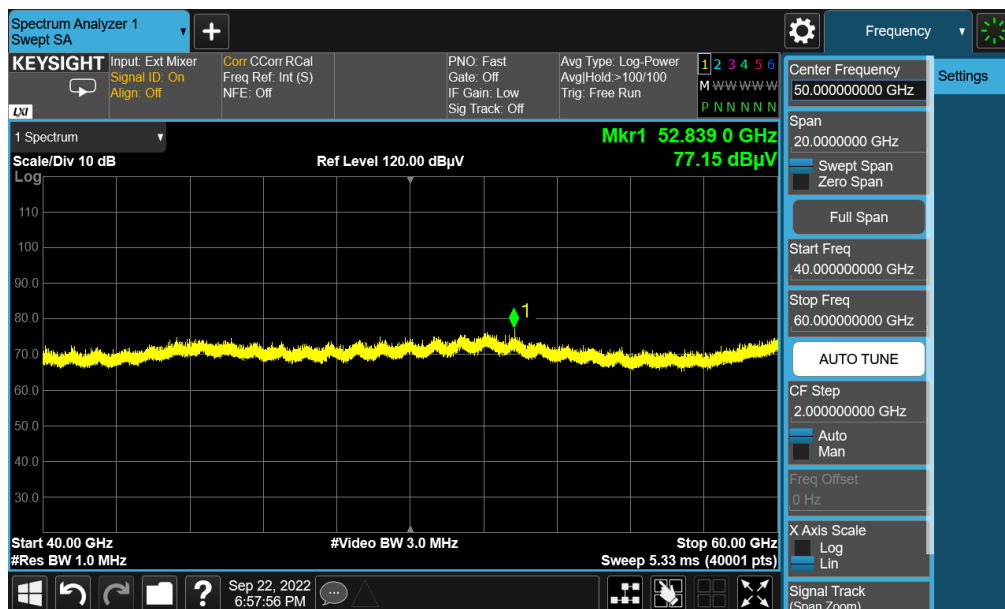 Spectrum Analyzer 1
Swept SA
+
Frequency
KEYSIGHT
Input: Ext Mixer
Signal ID: On
Align: Off
Corr CCorr RCal
Freq Ref: Int (S)
NFE: Off
PNO: Fast
Gate: Off
IF Gain: Low
Sig Track: Off
Avg Type: Log-Power
Avg|Hold:>100/100
Trig: Free Run
1 2 3 4 5 6
M W W W W W
P N N N N N
LXI
1 Spectrum
Scale/Div 10 dB
Ref Level 120.00 dBµV
Mkr1 52.839 0 GHz
77.15 dBµV
Log
110
100
90.0
80.0
70.0
60.0
50.0
40.0
30.0
1
Start 40.00 GHz
#Video BW 3.0 MHz
Stop 60.00 GHz
#Res BW 1.0 MHz
Sweep 5.33 ms (40001 pts)
?
Sep 22, 2022
6:57:56 PM
Center Frequency
50.000000000 GHz
Settings
Span
20.0000000 GHz
Swept Span
Zero Span
Full Span
Start Freq
40.000000000 GHz
Stop Freq
60.000000000 GHz
AUTO TUNE
CF Step
2.000000000 GHz
Auto
Man
Freq Offset
0 Hz
X Axis Scale
Log
Lin
Signal Track
(Span Zoom)